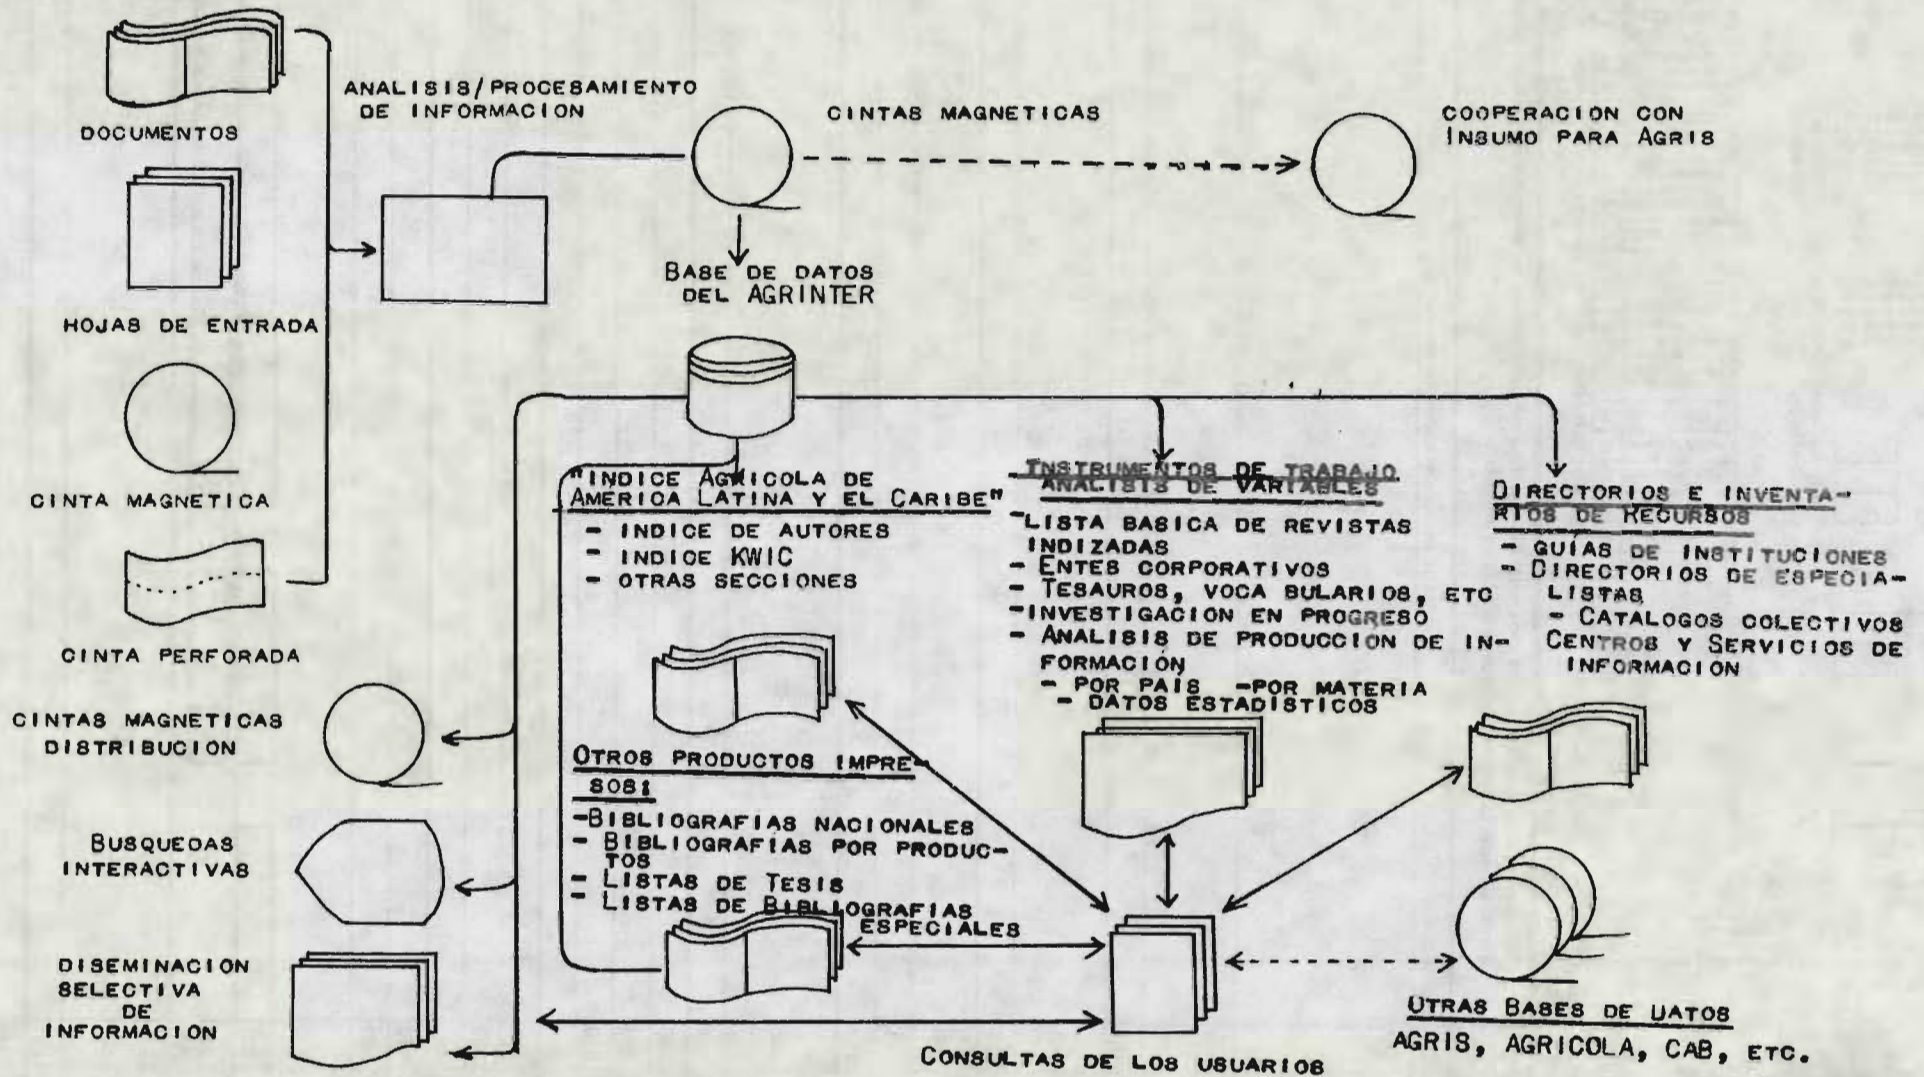 DOCUMENTOS
HOJAS DE ENTRADA
CINTA MAGNETICA
CINTA PERFORADA
ANALISIS/PROCESAMIENTO
DE INFORMACION
CINTAS MAGNETICAS
COOPERACION CON
INSUMO PARA AGRIS
BASE DE DATOS
DEL AGRINTER
"INDICE AGRICOLA DE
AMERICA LATINA Y EL CARIBE"
- INDICE DE AUTORES
- INDICE KWIC
- OTRAS SECCIONES
INSTRUMENTOS DE TRABAJO
ANALISIS DE VARIABLES
-LISTA BASICA DE REVISTAS
INDIZADAS
- ENTES CORPORATIVOS
- TESAUROS, VOCA BULARIOS, ETC
-INVESTIGACION EN PROGRESO
- ANALISIS DE PRODUCCION DE IN-
FORMACIÓN
- POR PAIS -POR MATERIA
- DATOS ESTADISTICOS
DIRECTORIOS E INVENTA-
RIOS DE RECURSOS
- GUÍAS DE INSTITUCIONES
- DIRECTORIOS DE ESPECIA-
LISTAS
- CATALOGOS COLECTIVOS
CENTROS Y SERVICIOS DE
INFORMACION
CINTAS MAGNETICAS
DISTRIBUCION
BUSQUEDAS
INTERACTIVAS
DISEMINACION
SELECTIVA
DE
INFORMACION
OTROS PRODUCTOS IMPRE-
SOS:
-BIBLIOGRAFIAS NACIONALES
- BIBLIOGRAFIAS POR PRODUC-
TOS
- LISTAS DE TESIS
- LISTAS DE BIBLIOGRAFIAS
ESPECIALES
CONSULTAS DE LOS USUARIOS
OTRAS BASES DE DATOS
AGRIS, AGRICOLA, CAB, ETC.